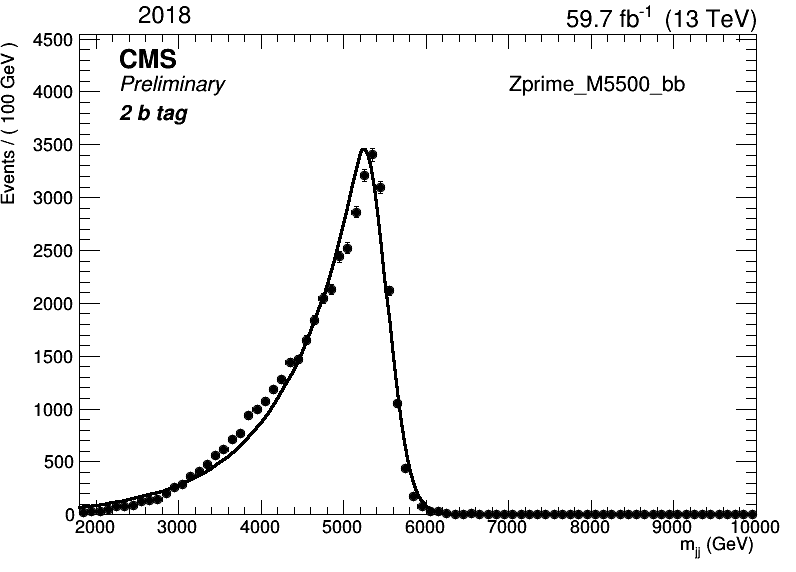 2018
59.7 fb-1 (13 TeV)
Events / ( 100 GeV )
4500
4000
3500
3000
2500
2000
1500
1000
500
0
CMS
Preliminary
2 b tag
Zprime_M5500_bb
2000 3000 4000 5000 6000 7000 8000 9000 10000
mjj (GeV)